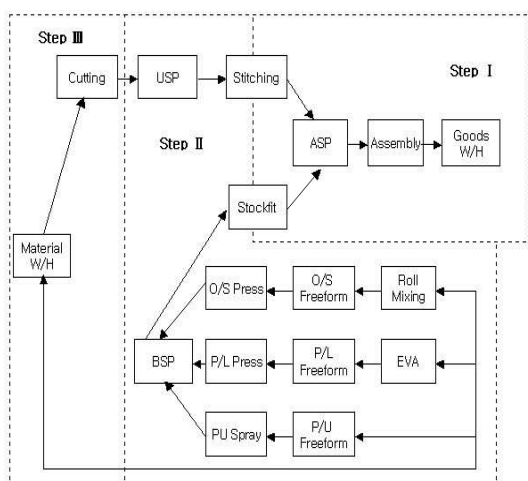 Step Ⅲ
Cutting
USP
Stitching
Step Ⅰ
Step Ⅱ
ASP
Assembly
Goods
W/H
Stockfit
Material
W/H
O/S Press
O/S
Freeform
Roll
Mixing
BSP
P/L Press
P/L
Freeform
EVA
PU Spray
P/U
Freeform